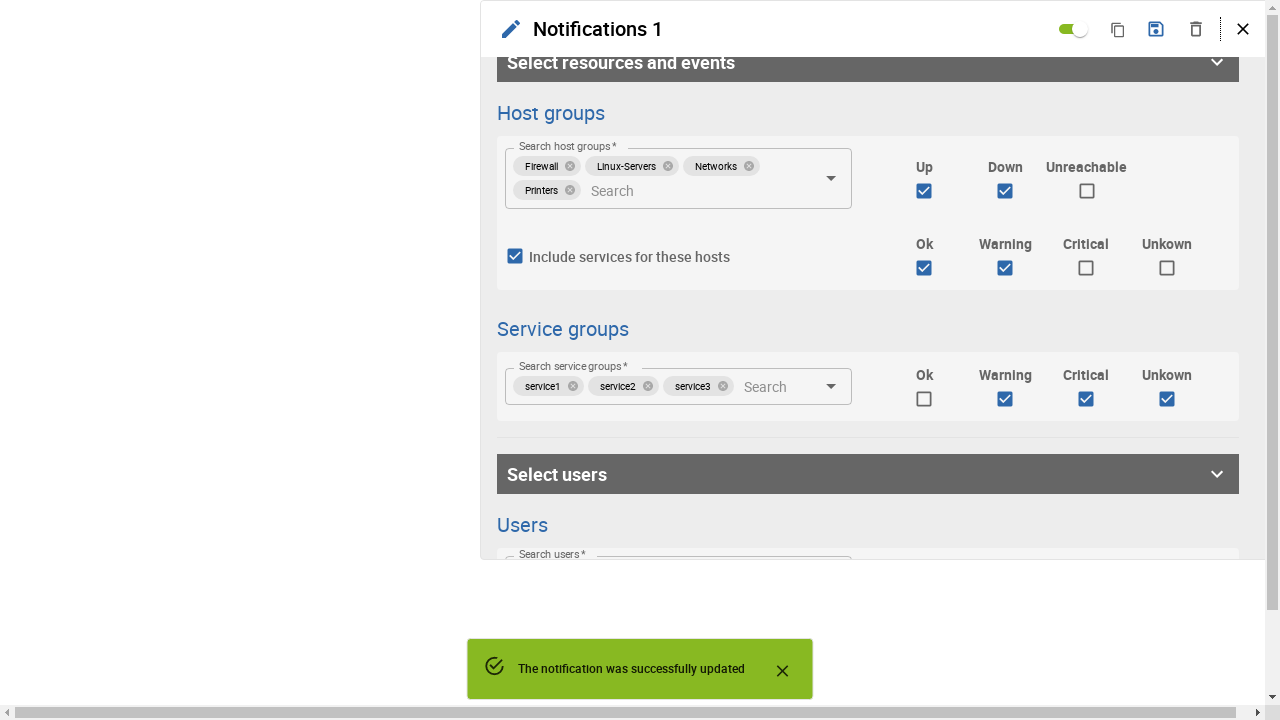 Notifications 1
Select resources and events
Host groups
Search host groups *
Firewall
Linux-Servers
Networks
Printers
Search
Up
Down
Unreachable
Include services for these hosts
Ok
Warning
Critical
Unkown
Service groups
Search service groups *
service1
service2
service3
Search
Ok
Warning
Critical
Unkown
Select users
Users
Search users *
The notification was successfully updated